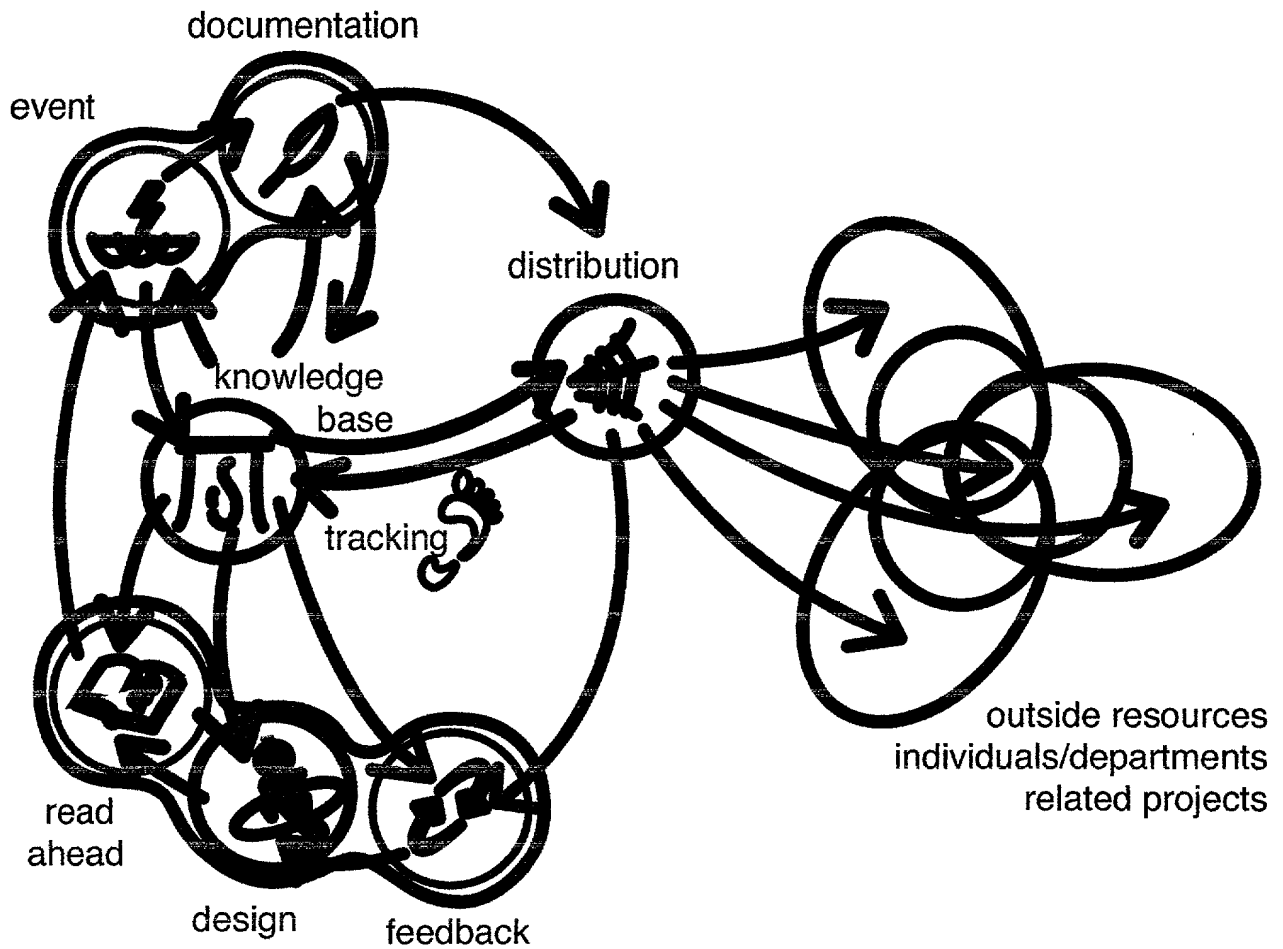 documentation
event
distribution
knowledge
base
tracking
outside resources
individuals/departments
related projects
read
ahead
design
feedback